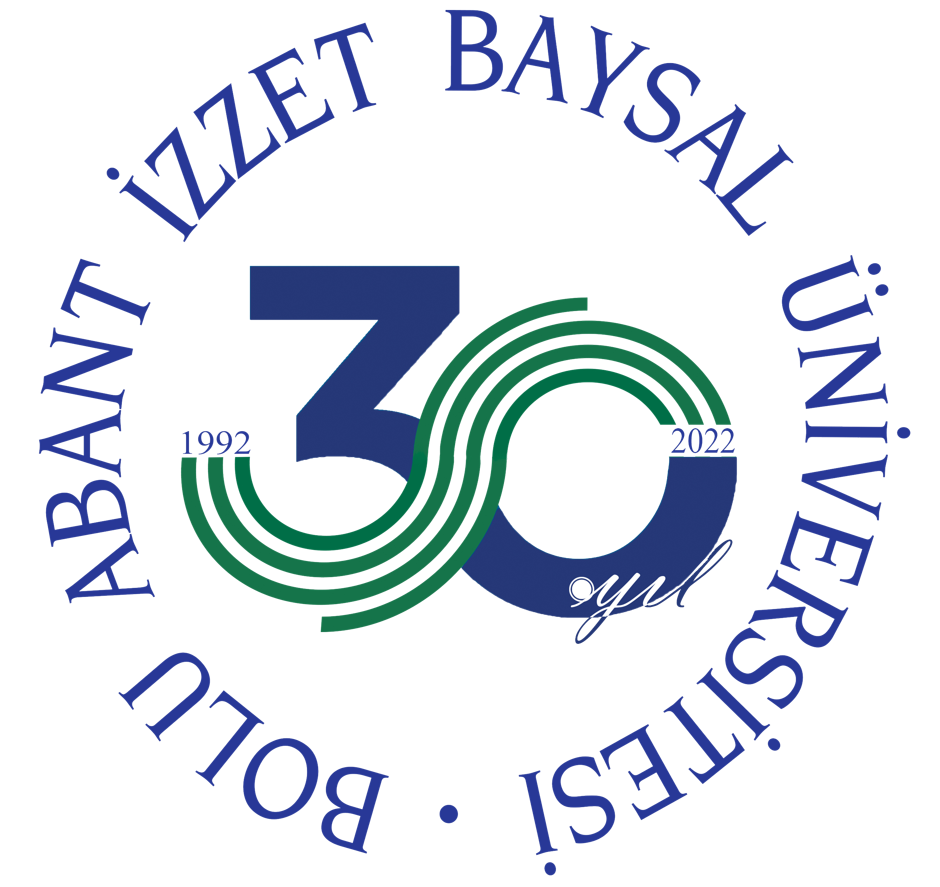 BOLU ABANT İZZET BAYSAL ÜNİVERSİTESİ
30
1992
2022
.yıl